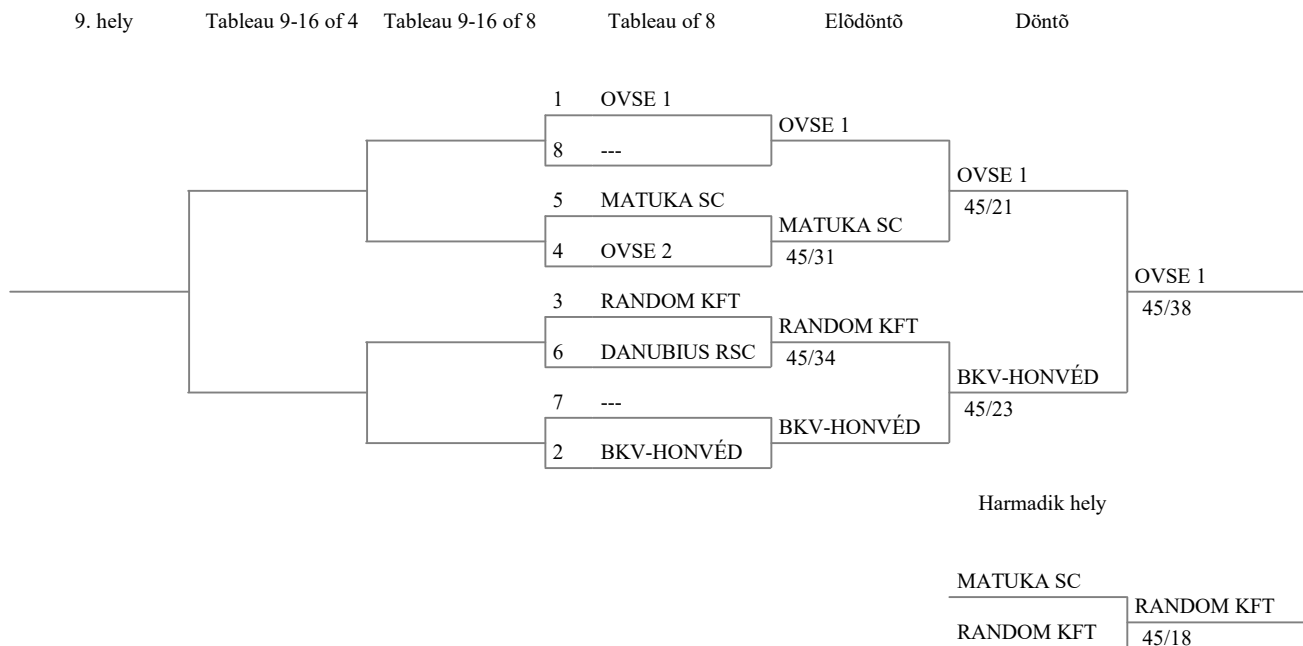 9. hely Tableau 9-16 of 4 Tableau 9-16 of 8 Tableau of 8 Elõdöntõ Döntõ
1 OVSE 1
OVSE 1
8 ---
OVSE 1
45/21
5 MATUKA SC
MATUKA SC
4 OVSE 2
45/31
OVSE 1
45/38
3 RANDOM KFT
RANDOM KFT
6 DANUBIUS RSC
45/34
BKV-HONVÉD
45/23
7 ---
BKV-HONVÉD
2 BKV-HONVÉD
Harmadik hely
MATUKA SC
RANDOM KFT
RANDOM KFT
45/18